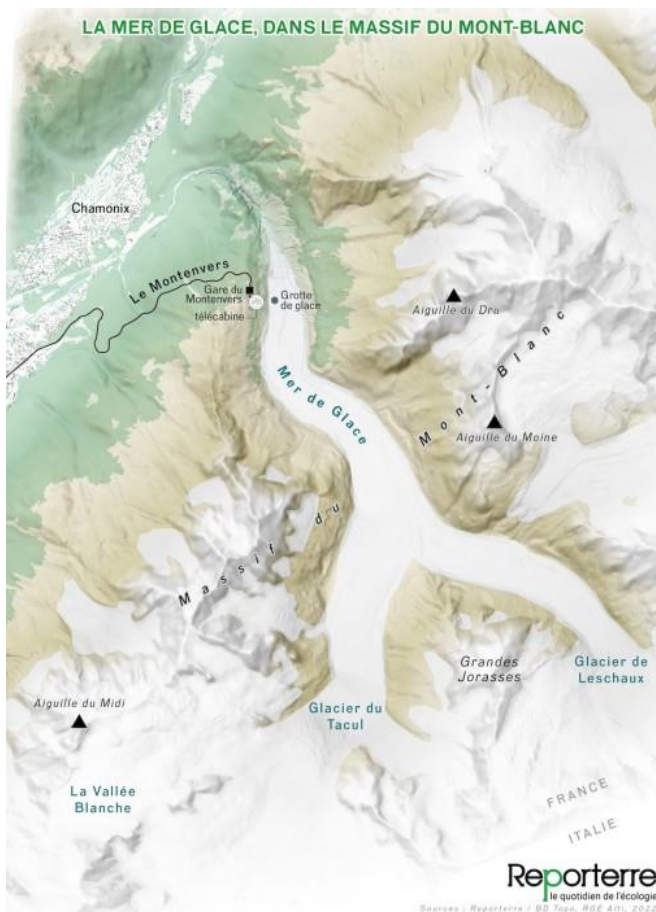 LA MER DE GLACE, DANS LE MASSIF DU MONT-BLANC
Chamonix
Le Montenvers
Gare du
Montenvers
télécabine
Grotte
de glace
Aiguille du Dru
Mer de Glace
Massif du Mont-Blanc
Aiguille du Moine
Grandes
Jorasses
Glacier de
Leschaux
Aiguille du Midi
Glacier du
Tacul
La Vallée
Blanche
FRANCE
ITALIE
Reporterre
le quotidien de l'écologie
Sources : Reporterre / BD Topo, RGE Alti, 2022